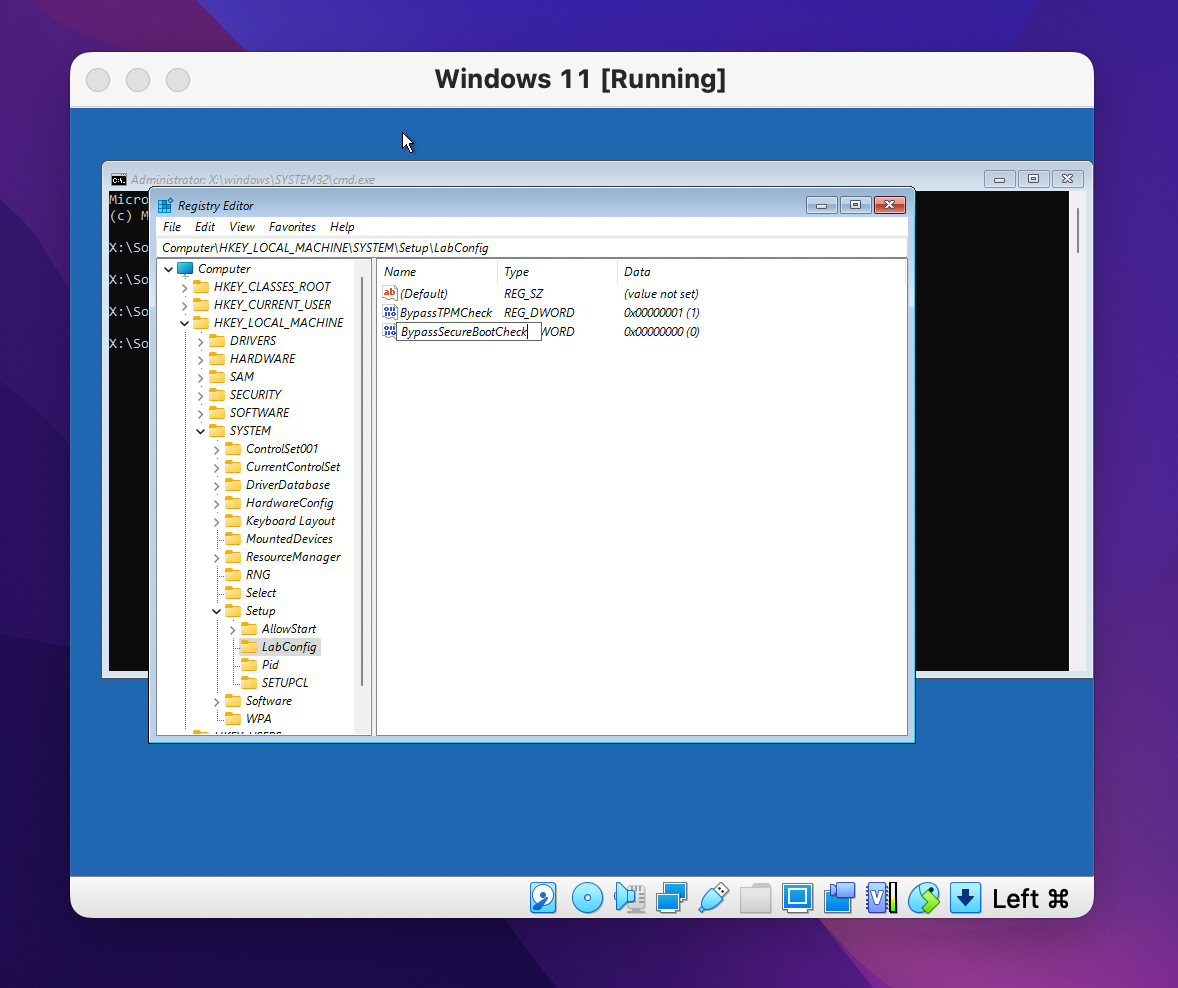 Windows 11 [Running]
Administrator: X:\windows\SYSTEM32\cmd.exe
Micro
(c) M
X:\So
X:\So
X:\So
X:\So
Registry Editor
File Edit View Favorites Help
Computer\HKEY_LOCAL_MACHINE\SYSTEM\Setup\LabConfig
Computer
HKEY_CLASSES_ROOT
HKEY_CURRENT_USER
HKEY_LOCAL_MACHINE
DRIVERS
HARDWARE
SAM
SECURITY
SOFTWARE
SYSTEM
ControlSet001
CurrentControlSet
DriverDatabase
HardwareConfig
Keyboard Layout
MountedDevices
ResourceManager
RNG
Select
Setup
AllowStart
LabConfig
Pid
SETUPCL
Software
WPA
HKEY_USERS
Name Type Data
(Default) REG_SZ (value not set)
BypassTPMCheck REG_DWORD 0x00000001 (1)
BypassSecureBootCheck WORD 0x00000000 (0)
Left ⌘